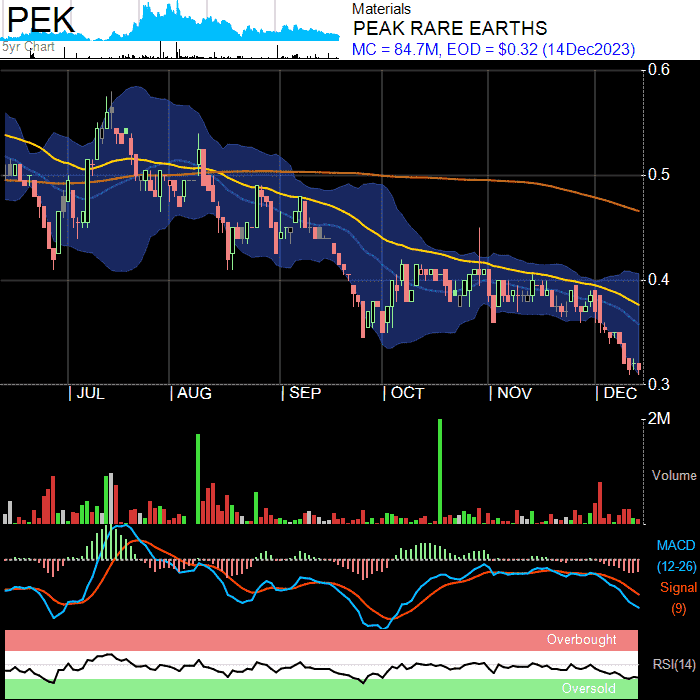 PEK
5yr Chart
Materials
PEAK RARE EARTHS
MC = 84.7M, EOD = $0.32 (14Dec2023)
0.6
0.5
0.4
0.3
JUL
AUG
SEP
OCT
NOV
DEC
2M
Volume
MACD
(12-26)
Signal
(9)
Overbought
RSI(14)
Oversold